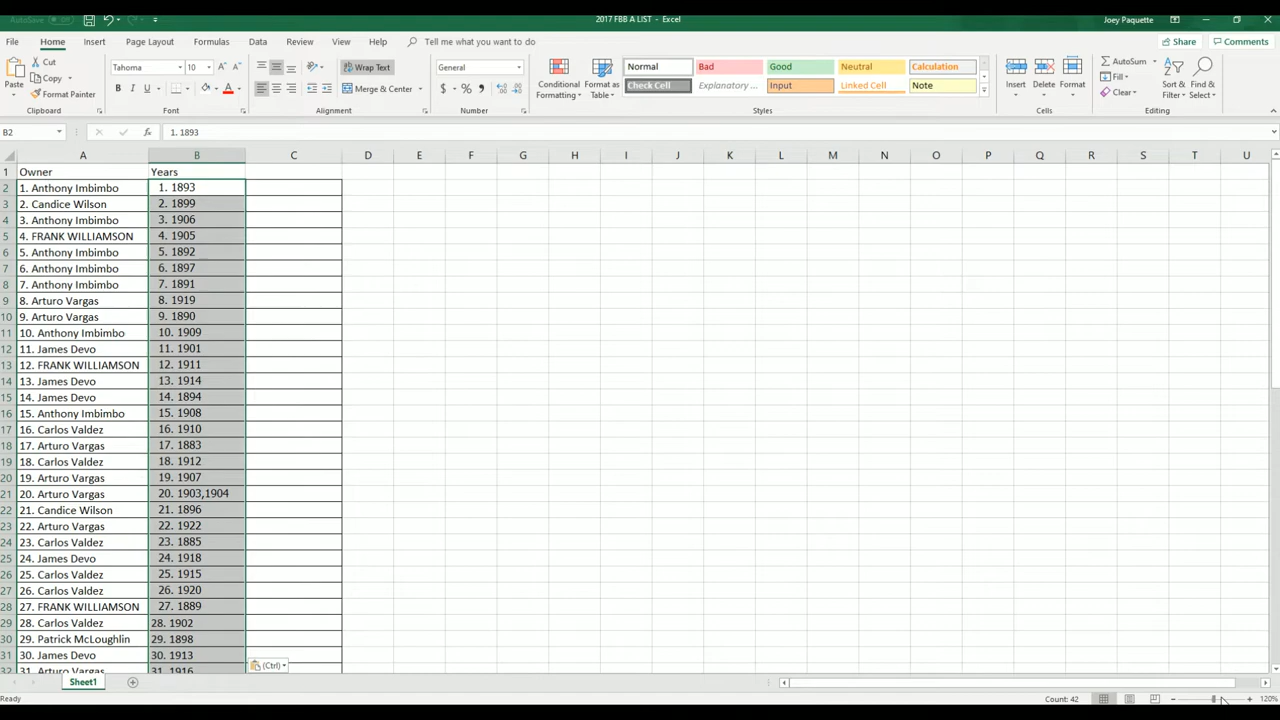 AutoSave Off 2017 FBB A LIST - Excel Joey Paquette
File Home Insert Page Layout Formulas Data Review View Help Tell me what you want to do Share Comments
Paste Cut Copy Format Painter Clipboard
Tahoma 10 Font
Wrap Text Merge & Center Alignment
General Number
Conditional Formatting Format as Table
Normal Bad Good Neutral Calculation
Check Cell Explanatory ... Input Linked Cell Note
Styles
Insert Delete Format Cells
AutoSum Fill Clear Sort & Filter Find & Select Editing
B2 fx 1. 1893
A B C D E F G H I J K L M N O P Q R S T U
1 Owner Years
2 1. Anthony Imbimbo 1. 1893
3 2. Candice Wilson 2. 1899
4 3. Anthony Imbimbo 3. 1906
5 4. FRANK WILLIAMSON 4. 1905
6 5. Anthony Imbimbo 5. 1892
7 6. Anthony Imbimbo 6. 1897
8 7. Anthony Imbimbo 7. 1891
9 8. Arturo Vargas 8. 1919
10 9. Arturo Vargas 9. 1890
11 10. Anthony Imbimbo 10. 1909
12 11. James Devo 11. 1901
13 12. FRANK WILLIAMSON 12. 1911
14 13. James Devo 13. 1914
15 14. James Devo 14. 1894
16 15. Anthony Imbimbo 15. 1908
17 16. Carlos Valdez 16. 1910
18 17. Arturo Vargas 17. 1883
19 18. Carlos Valdez 18. 1912
20 19. Arturo Vargas 19. 1907
21 20. Arturo Vargas 20. 1903,1904
22 21. Candice Wilson 21. 1896
23 22. Arturo Vargas 22. 1922
24 23. Carlos Valdez 23. 1885
25 24. James Devo 24. 1918
26 25. Carlos Valdez 25. 1915
27 26. Carlos Valdez 26. 1920
28 27. FRANK WILLIAMSON 27. 1889
29 28. Carlos Valdez 28. 1902
30 29. Patrick McLoughlin 29. 1898
31 30. James Devo 30. 1913
32 31. Arturo Vargas 31. 1916
(Ctrl)
Sheet1
Ready Count: 42 120%